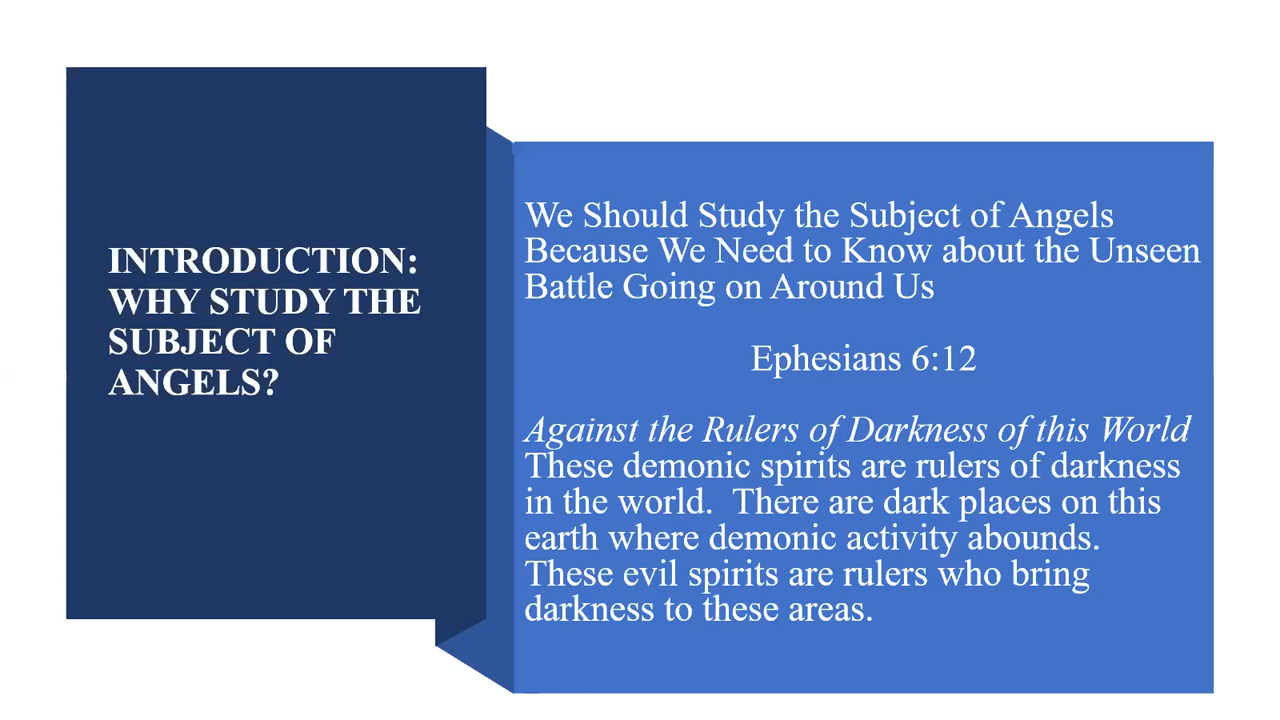 INTRODUCTION:
WHY STUDY THE
SUBJECT OF
ANGELS?
We Should Study the Subject of Angels
Because We Need to Know about the Unseen
Battle Going on Around Us
Ephesians 6:12
Against the Rulers of Darkness of this World
These demonic spirits are rulers of darkness
in the world.  There are dark places on this
earth where demonic activity abounds.
These evil spirits are rulers who bring
darkness to these areas.